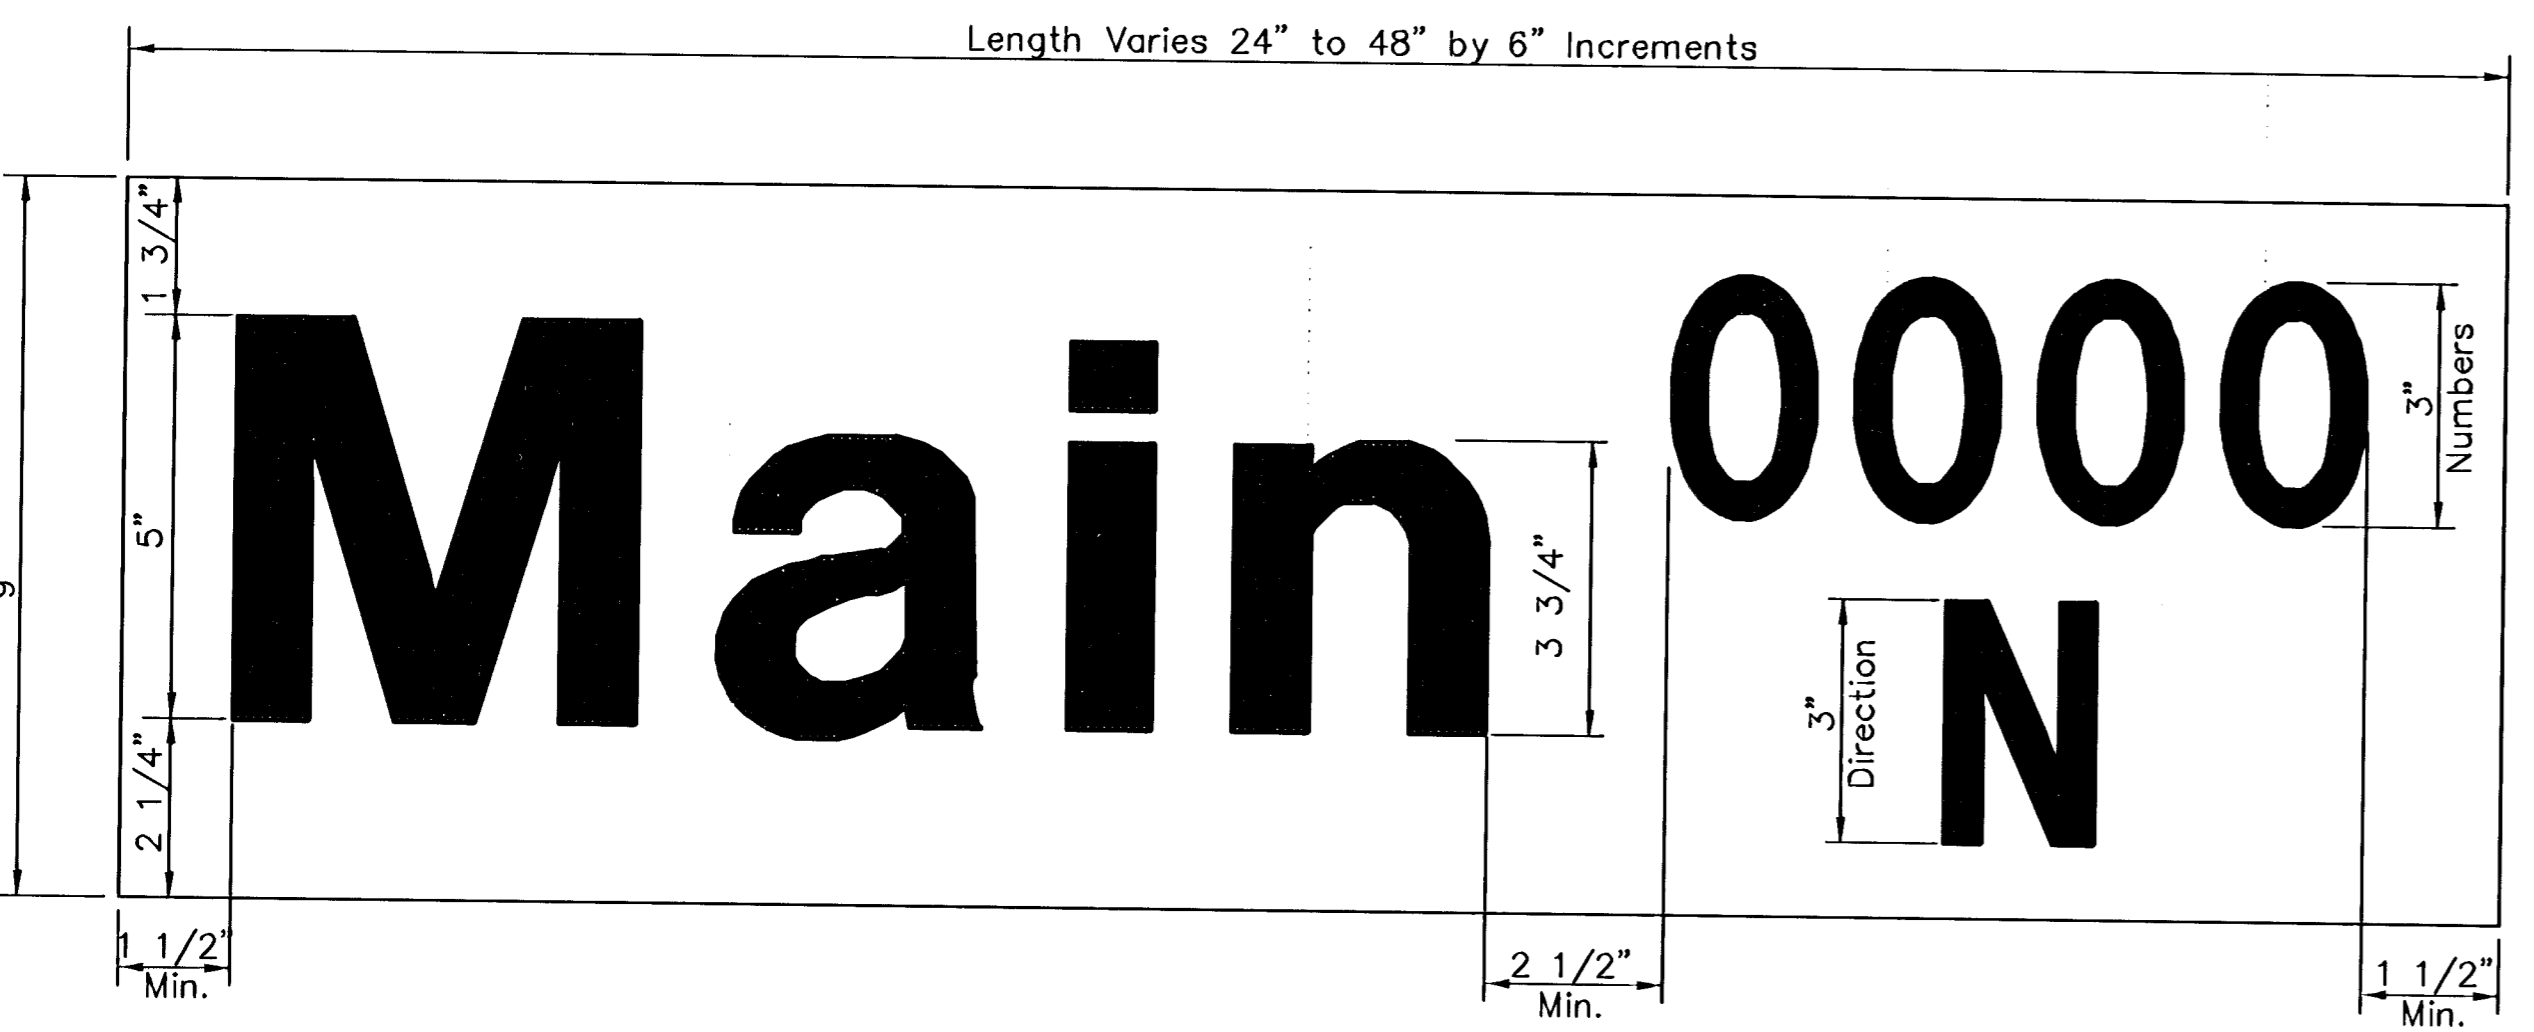 Length Varies 24” to 48” by 6” Increments
1 3/4”
5”
2 1/4”
9
Main
3 3/4”
0000
3”
Numbers
N
3”
Direction
1 1/2”
Min.
2 1/2”
Min.
1 1/2”
Min.